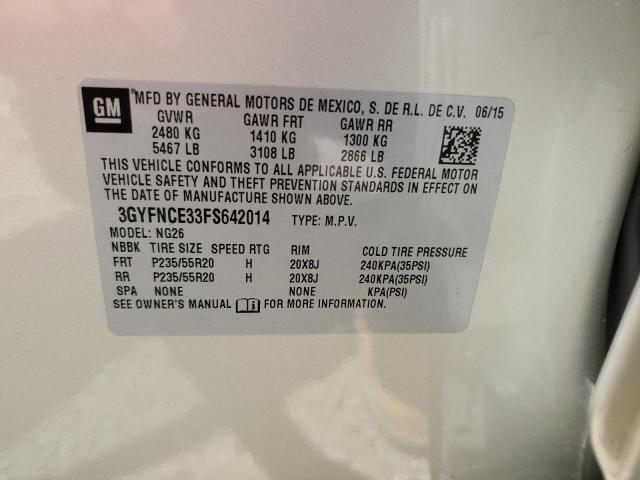 GM
"MFD BY GENERAL MOTORS DE MEXICO, S. DE R.L. DE C.V. 06/15
GVWR GAWR FRT GAWR RR
2480 KG 1410 KG 1300 KG
5467 LB 3108 LB 2866 LB
THIS VEHICLE CONFORMS TO ALL APPLICABLE U.S. FEDERAL MOTOR
VEHICLE SAFETY AND THEFT PREVENTION STANDARDS IN EFFECT ON
THE DATE OF MANUFACTURE SHOWN ABOVE.
3GYFNCE33FS642014 TYPE: M.P.V.
MODEL: NG26
NBBK TIRE SIZE SPEED RTG RIM COLD TIRE PRESSURE
FRT P235/55R20 H 20X8J 240KPA(35PSI)
RR P235/55R20 H 20X8J 240KPA(35PSI)
SPA NONE NONE KPA(PSI)
SEE OWNER'S MANUAL FOR MORE INFORMATION.